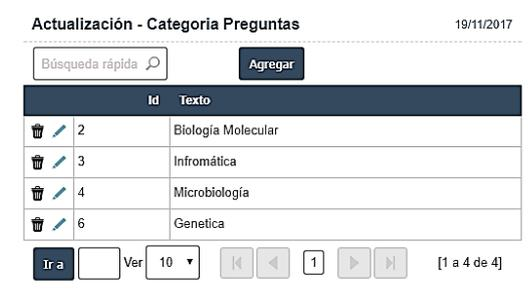 Actualización - Categoria Preguntas 19/11/2017
Búsqueda rápida Agregar
Id Texto
2 Biología Molecular
3 Infromática
4 Microbiología
6 Genetica
Ir a Ver 10 1 [1 a 4 de 4]